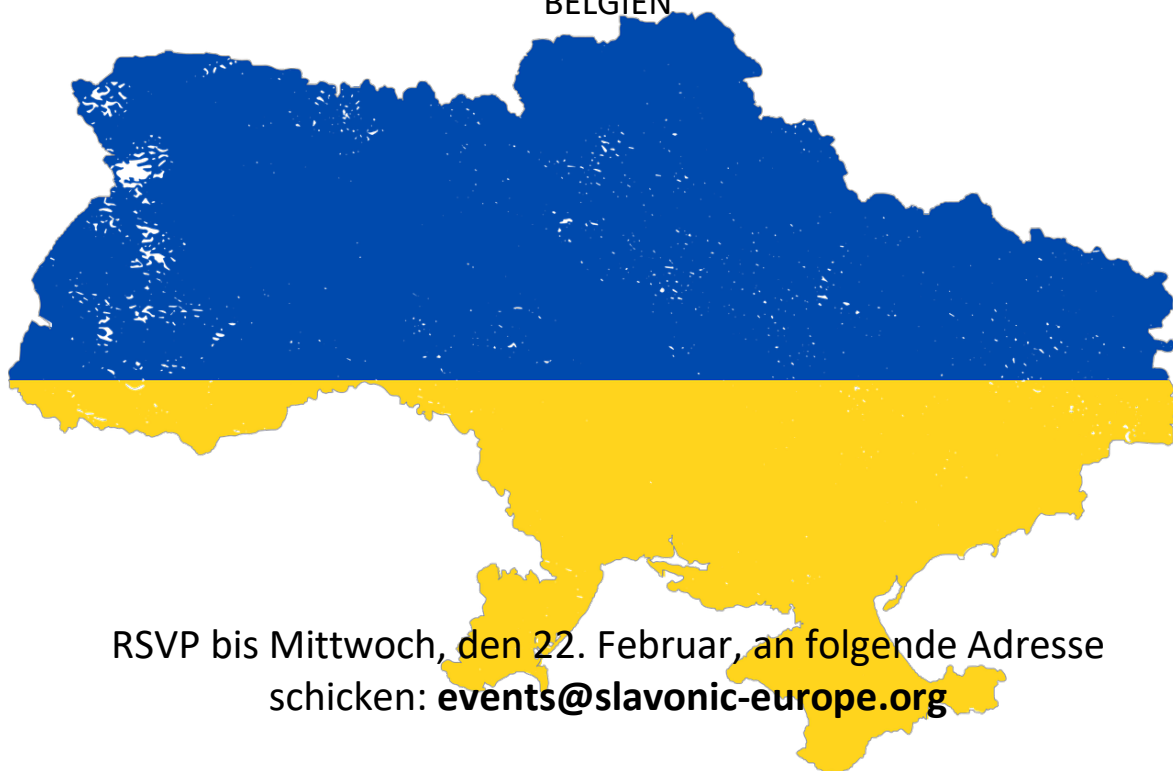 BELGIEN
RSVP bis Mittwoch, den 22. Februar, an folgende Adresse
schicken: events@slavonic-europe.org